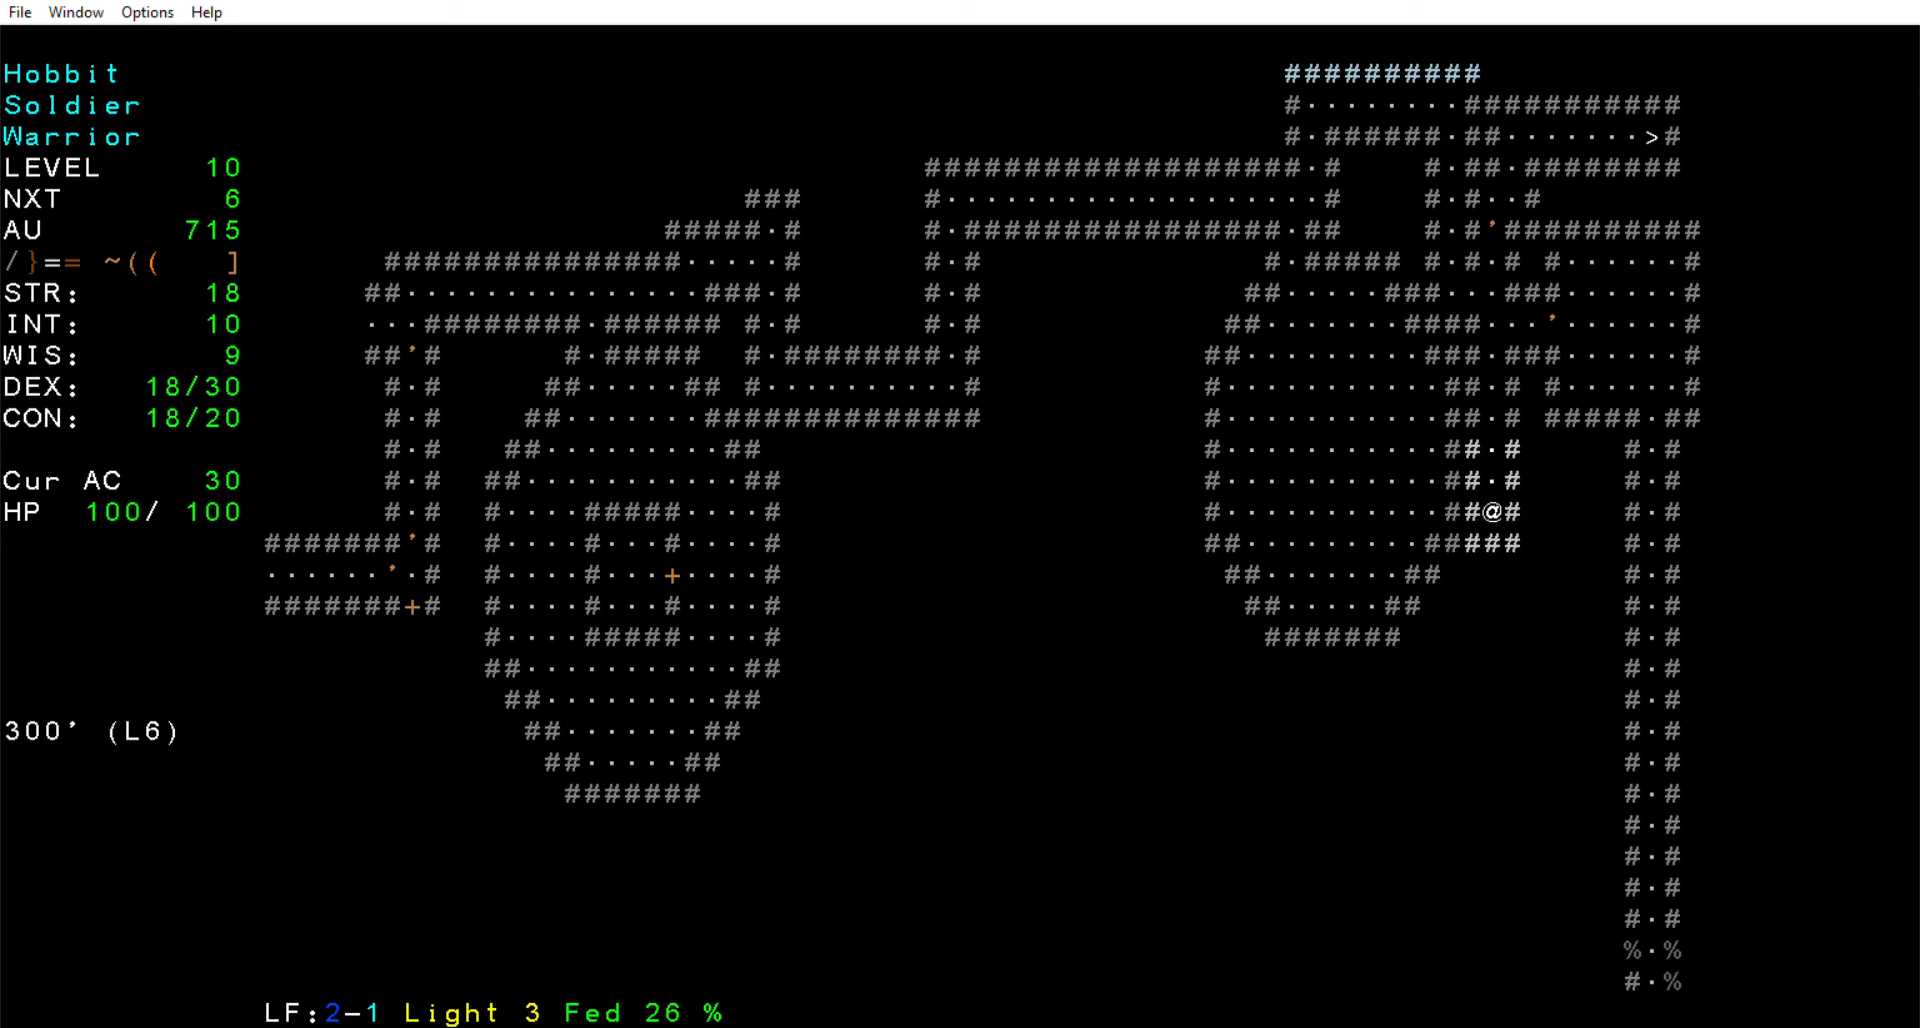 File Window Options Help
Hobbit
##########
Soldier
#........###########
Warrior
#.######.##.......>#
LEVEL 10
###################.# #.##.########
NXT 6
### #...................# #.#..#
AU 715
#####.# #.################.## #.#'##########
/}== ~(( ]
###############.....# #.# #.##### #.#.# #......#
STR: 18
##...............###.# #.# ##.....###...###......#
INT: 10
...########.###### #.# #.# ##.......####...'......#
WIS: 9
##'# #.##### #.########.# ##..........###.###......#
DEX: 18/30
#.# ##.....## #..........# #............##.# #......#
CON: 18/20
#.# ##.......############## #............##.# #####.##
#.# ##.........## #............##.# #.#
Cur AC 30
#.# ##...........## #............##.# #.#
HP 100/ 100
#.# #....#####....# #............##@# #.#
#######'# #....#...#....# ##..........##### #.#
......'.# #....#...+....# ##.......## #.#
#######+# #....#...#....# ##.....## #.#
#....#####....# ####### #.#
##...........## #.#
##.........## #.#
300' (L6)
##.......## #.#
##.....## #.#
####### #.#
#.#
#.#
#.#
#.#
%.%
#.%
LF:2-1 Light 3 Fed 26 %